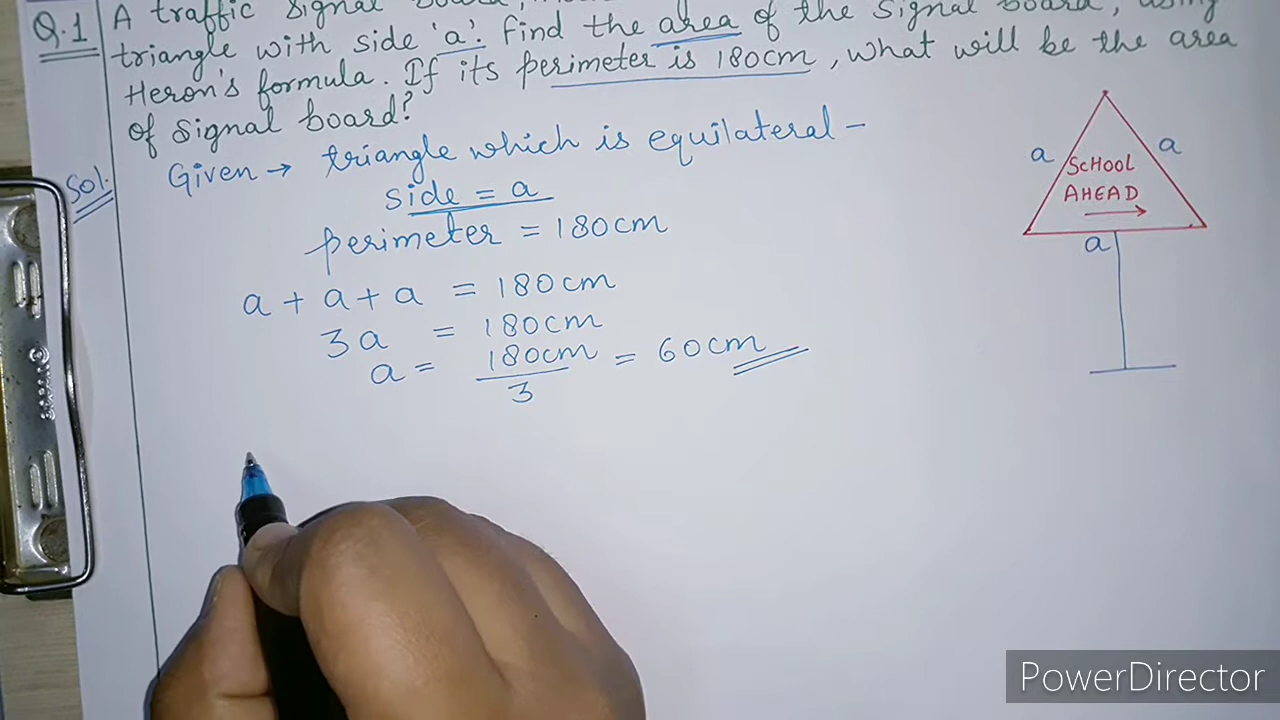 Q.1 A traffic signal board,
triangle with side 'a'. Find the area of the signal board, using
Heron's formula. If its perimeter is 180cm, what will be the area
of signal board?
Sol. Given → triangle which is equilateral -
side = a
perimeter = 180cm
a + a + a = 180cm
3a = 180cm
a = 180cm/3 = 60cm
a
a
SCHOOL
AHEAD
→
a
PowerDirector